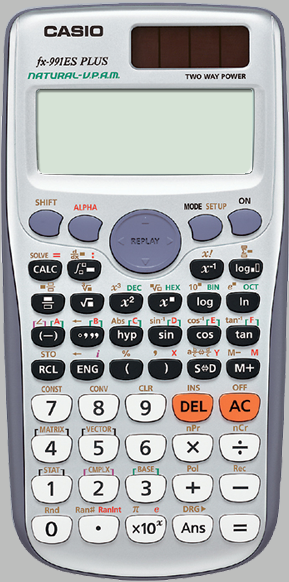 CASIO
fx-991ES PLUS
NATURAL-V.P.A.M.
TWO WAY POWER
SHIFT ALPHA MODE SETUP ON
REPLAY
SOLVE = : x!
CALC x⁻¹ log
x³ DEC HEX BIN OCT
x² log ln
∠ A ← B Abs C sin⁻¹ D cos⁻¹ E tan⁻¹ F
(−) hyp sin cos tan
STO ← % , X Y M− M
RCL ENG ( ) S⇔D M+
CONST CONV CLR INS OFF
7 8 9 DEL AC
MATRIX VECTOR nPr nCr
4 5 6 × ÷
STAT CMPLX BASE Pol Rec
1 2 3 + −
Rnd Ran# RanInt π e DRG▶
0 • ×10ˣ Ans =